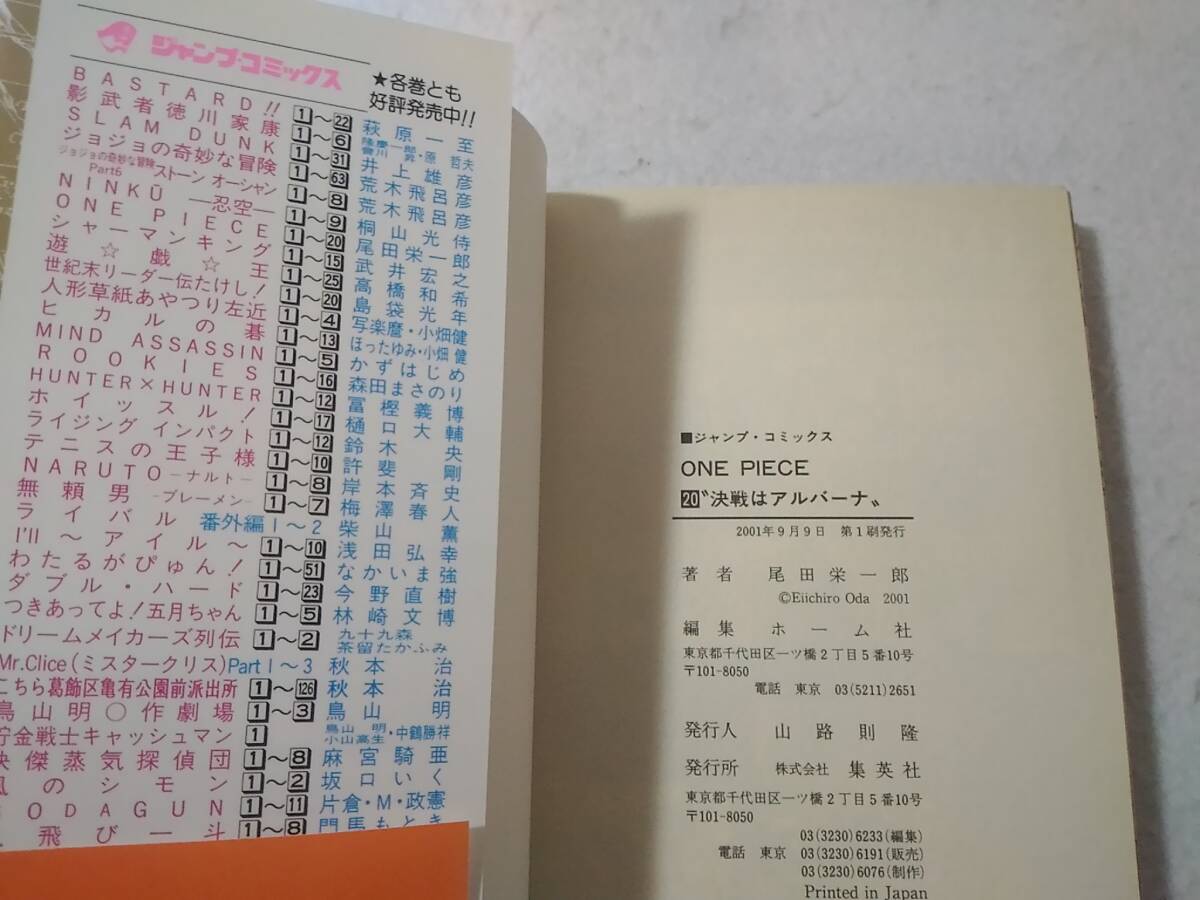 ジャンプ・コミックス
★各巻とも
好評発売中!!
BASTARD!! 1～22 萩原一至
影武者徳川家康 1～6 隆慶一郎・原哲夫 會川昇
SLAM DUNK 1～31 井上雄彦
ジョジョの奇妙な冒険 1～63 荒木飛呂彦
ジョジョの奇妙な冒険Part6 ストーン オーシャン 1～8 荒木飛呂彦
NINKŪ―忍空― 1～9 桐山光侍
ONE PIECE 1～20 尾田栄一郎
シャーマンキング 1～15 武井宏之
遊☆戯☆王 1～25 高橋和希
世紀末リーダー伝たけし! 1～20 島袋光年
人形草紙あやつり左近 1～4 写楽麿・小畑健
ヒカルの碁 1～13 ほったゆみ・小畑健
MIND ASSASSIN 1～5 かずはじめ
ROOKIES 1～16 森田まさのり
HUNTER×HUNTER 1～12 冨樫義博
ホイッスル! 1～17 樋口大輔
ライジング インパクト 1～12 鈴木央
テニスの王子様 1～10 許斐剛
NARUTO―ナルト― 1～8 岸本斉史
無頼男―ブレーメン― 1～7 梅澤春人
ライバル 番外編1～2 柴山薫
I'll～アイル～ 1～10 浅田弘幸
わたるがぴゅん! 1～51 なかいま強
ダブル・ハード 1～23 今野直樹
つきあってよ!五月ちゃん 1～5 林崎文博
ドリームメイカーズ列伝 1～2 九十九森 茶留たかふみ
Mr.Clice(ミスタークリス)Part1～3 秋本治
こちら葛飾区亀有公園前派出所 1～126 秋本治
鳥山明○作劇場 1～3 鳥山明
貯金戦士キャッシュマン 1 鳥山明 小山高生・中鶴勝祥
快傑蒸気探偵団 1～8 麻宮騎亜
風のシモン 1～2 坂口いく
GODAGUN 1～11 片倉・M・政憲
飛び一斗 1～8 門馬もとき
■ジャンプ・コミックス
ONE PIECE
20〝決戦はアルバーナ〟
2001年9月9日 第1刷発行
著者 尾田栄一郎
©Eiichiro Oda 2001
編集 ホーム社
東京都千代田区一ツ橋2丁目5番10号
〒101-8050
電話 東京 03(5211)2651
発行人 山路則隆
発行所 株式会社 集英社
東京都千代田区一ツ橋2丁目5番10号
〒101-8050
03(3230)6233(編集)
電話 東京 03(3230)6191(販売)
03(3230)6076(制作)
Printed in Japan